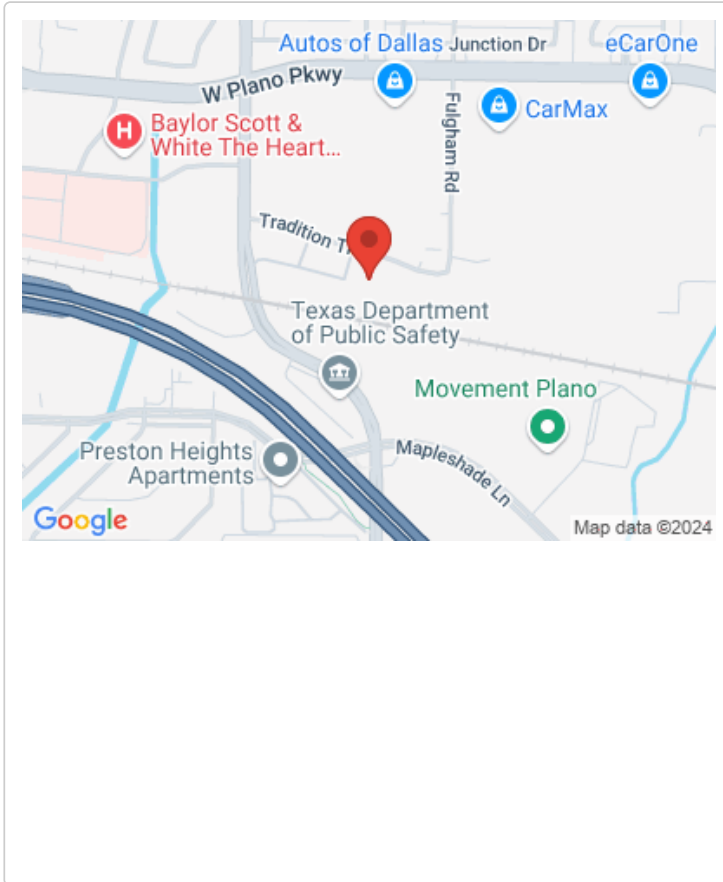 Autos of Dallas
Junction Dr
eCarOne
W Plano Pkwy
CarMax
Fulgham Rd
H
Baylor Scott &
White The Heart...
Tradition
Texas Department
of Public Safety
Movement Plano
Preston Heights
Apartments
Mapleshade Ln
Google
Map data ©2024